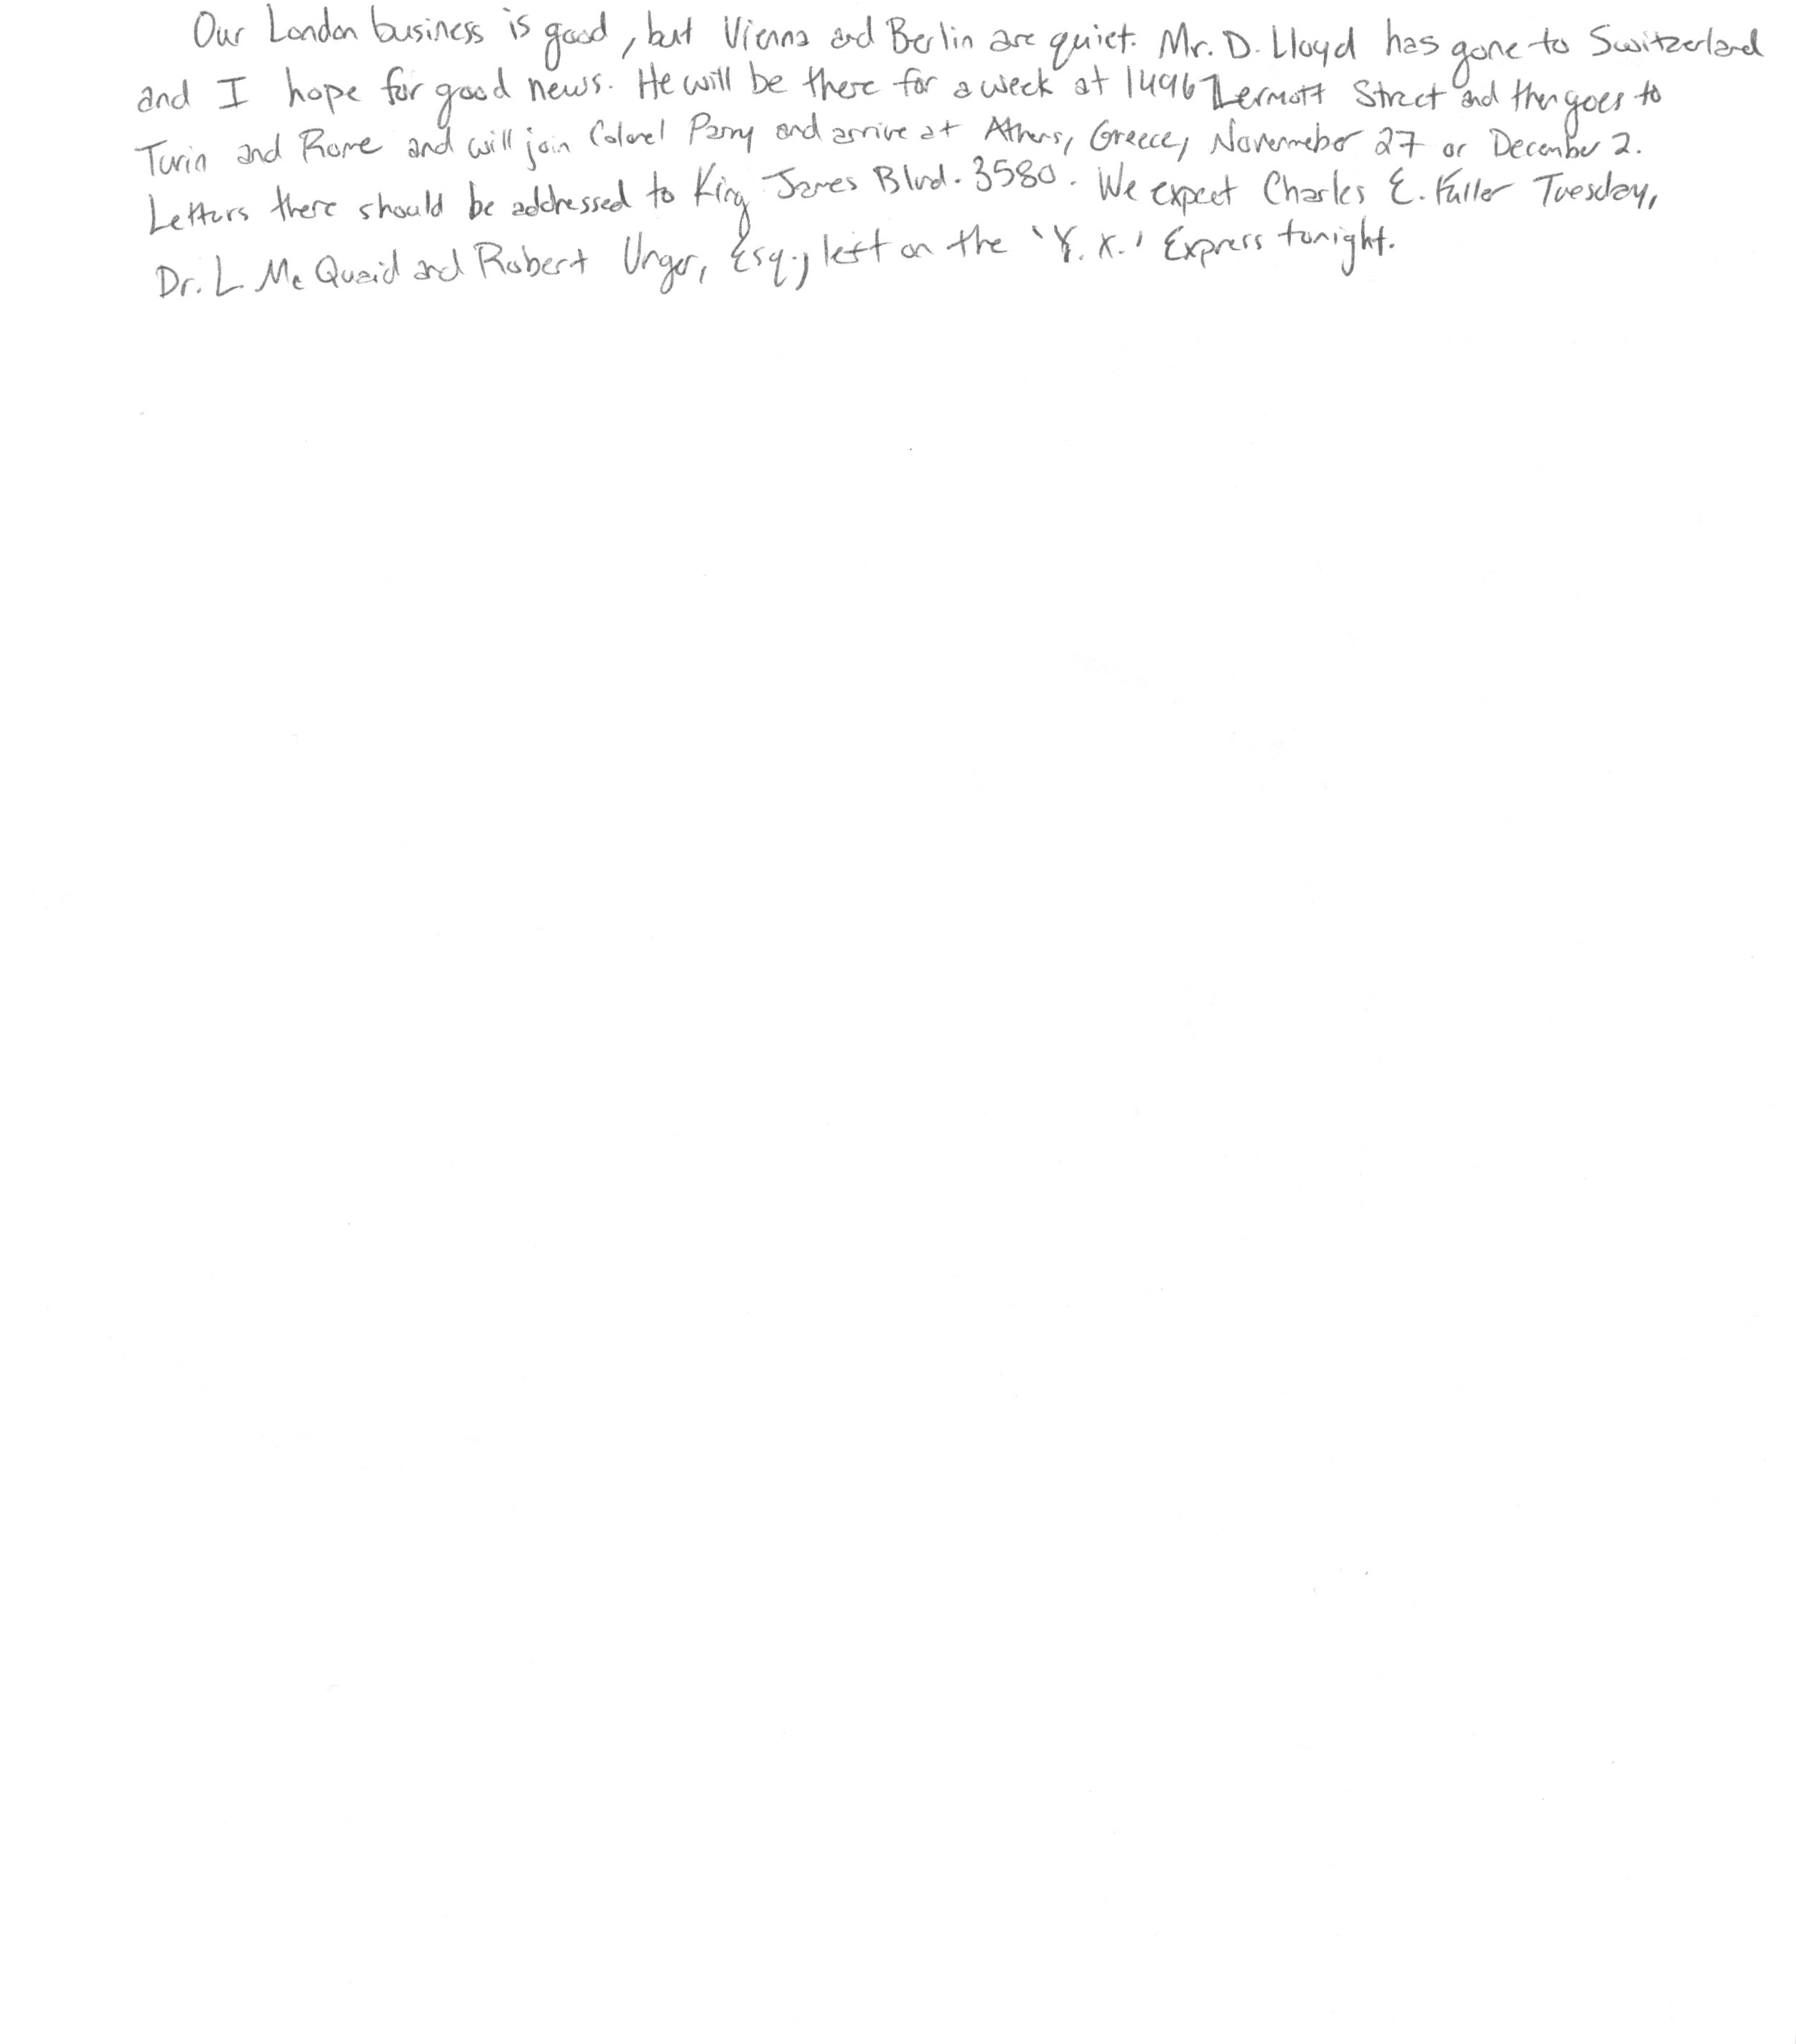 Our London business is good, but Vienna and Berlin are quiet. Mr. D. Lloyd has gone to Switzerland
and I hope for good news. He will be there for a week at 1496 Zermott Street and then goes to
Turin and Rome and will join Colonel Parry and arrive at Athens, Greece, Novemeber 27 or December 2.
Letters there should be addressed to King James Blvd. 3580. We expect Charles E. Fuller Tuesday,
Dr. L McQuaid and Robert Unger, Esq., left on the 'Y. X.' Express tonight.